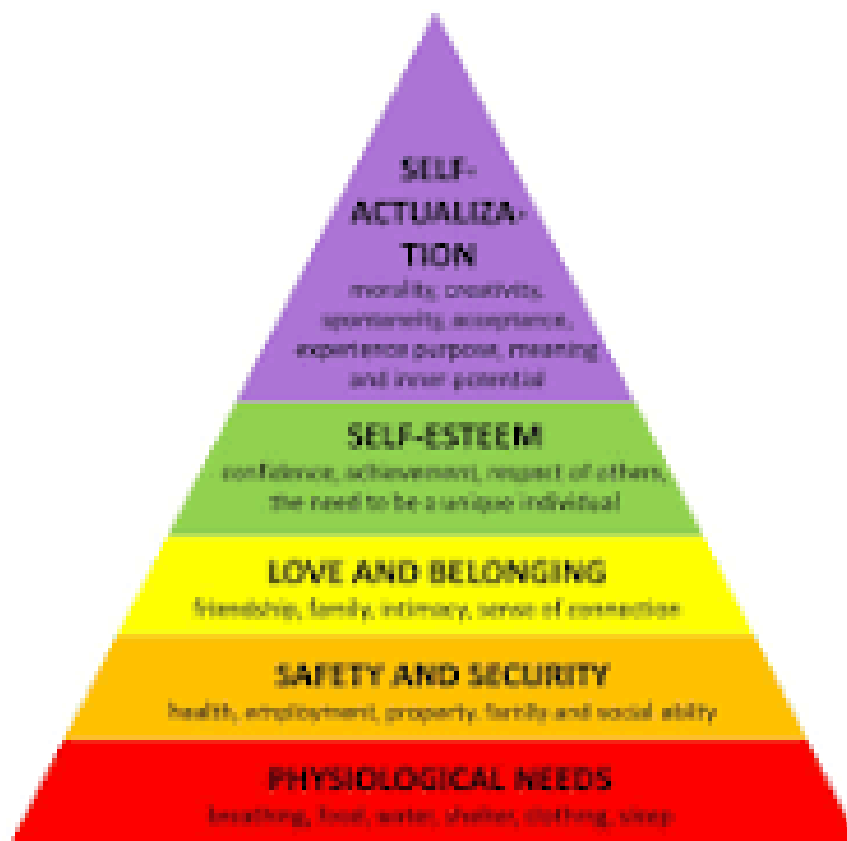 SELF-
ACTUALIZA-
TION
morality, creativity,
spontaneity, acceptance,
experience purpose, meaning
and inner potential
SELF-ESTEEM
confidence, achievement, respect of others,
the need to be a unique individual
LOVE AND BELONGING
friendship, family, intimacy, sense of connection
SAFETY AND SECURITY
health, employment, property, family and social
PHYSIOLOGICAL NEEDS
breathing, food, water, shelter, clothing, sleep